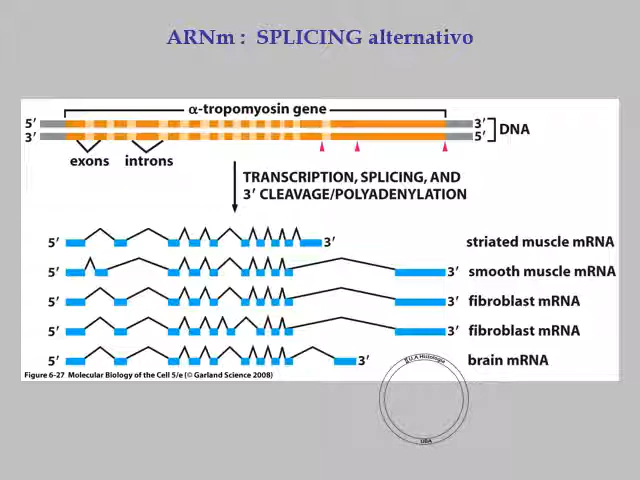 ARNm : SPLICING alternativo
α-tropomyosin gene
5′ 3′
3′ 5′
DNA
exons introns
TRANSCRIPTION, SPLICING, AND
3′ CLEAVAGE/POLYADENYLATION
5′ 3′ striated muscle mRNA
5′ 3′ smooth muscle mRNA
5′ 3′ fibroblast mRNA
5′ 3′ fibroblast mRNA
5′ 3′ brain mRNA
Figure 6-27 Molecular Biology of the Cell 5/e (© Garland Science 2008)
Histología
UBA